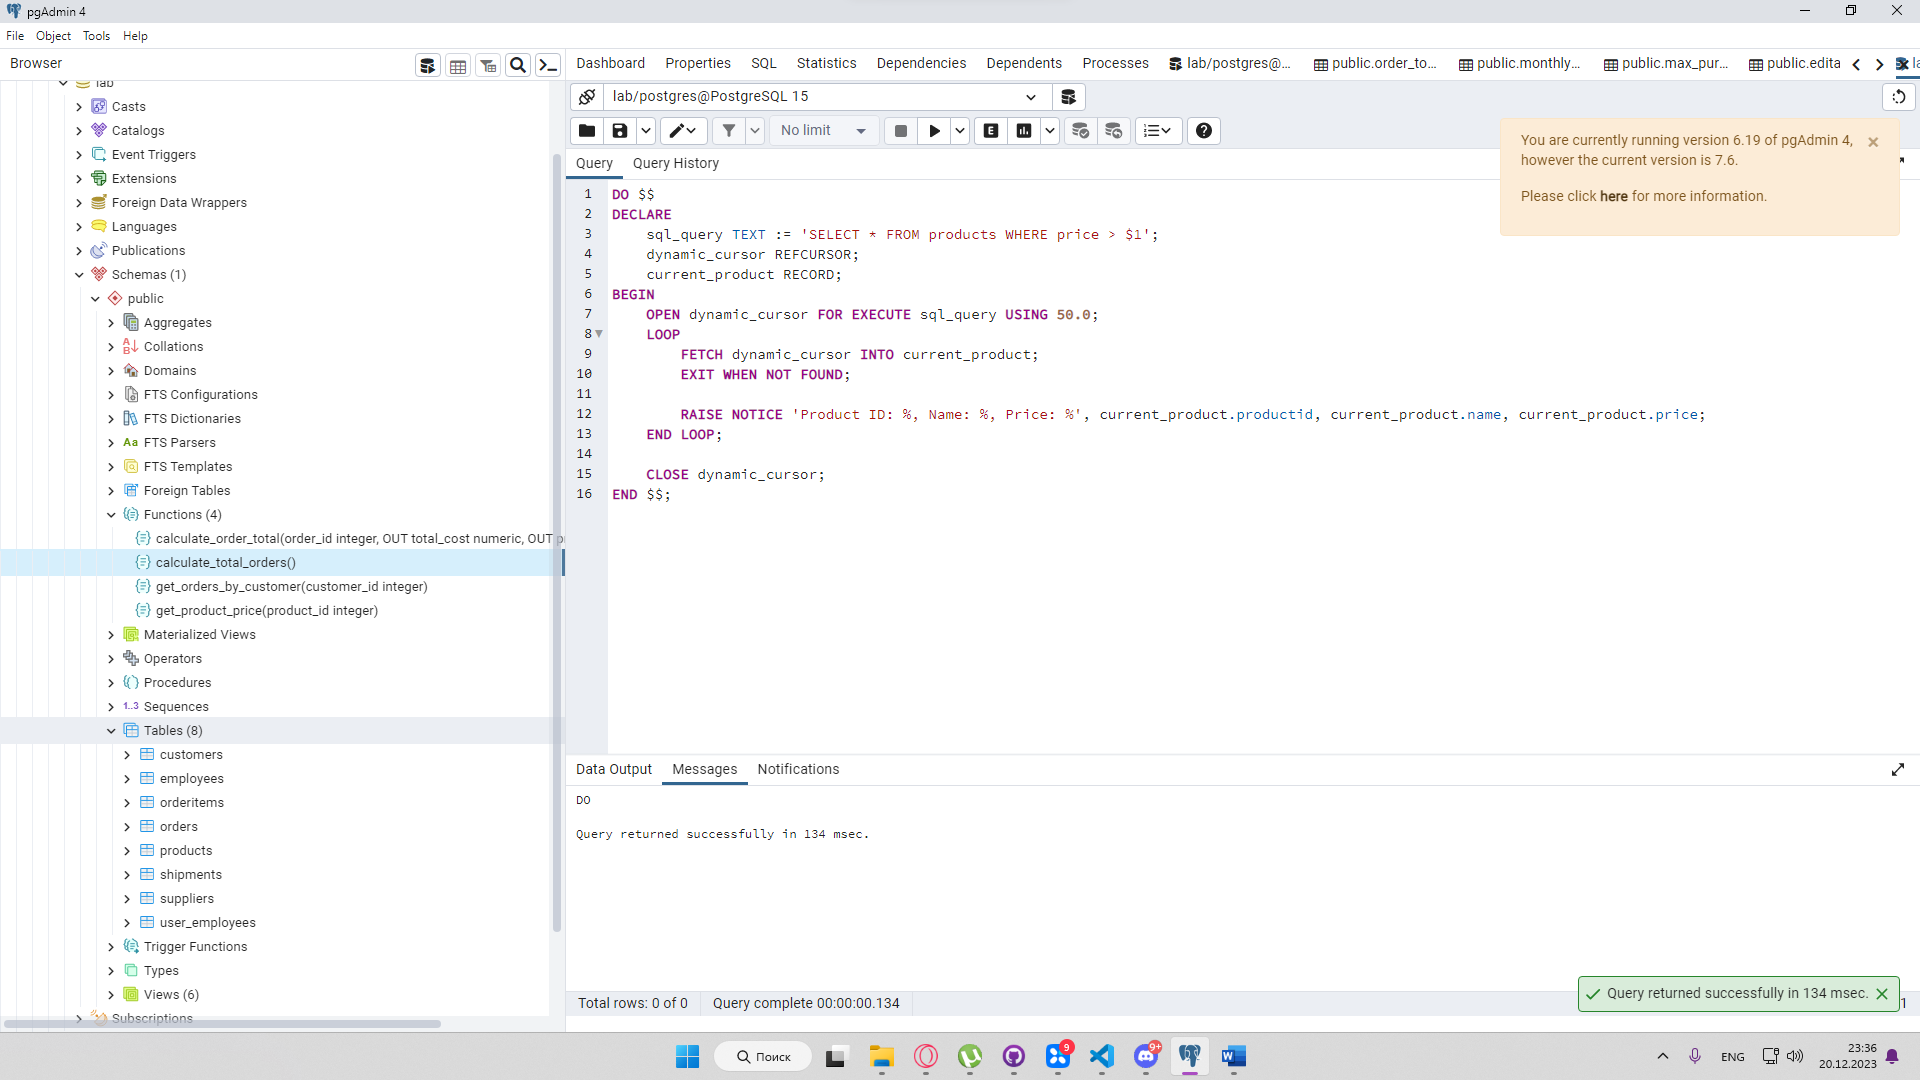 pgAdmin 4
File Object Tools Help
Browser
Dashboard Properties SQL Statistics Dependencies Dependents Processes lab/postgres@... public.order_to... public.monthly... public.max_pur... public.edita
lab
Casts
Catalogs
Event Triggers
Extensions
Foreign Data Wrappers
Languages
Publications
Schemas (1)
public
Aggregates
Collations
Domains
FTS Configurations
FTS Dictionaries
Aa FTS Parsers
FTS Templates
Foreign Tables
Functions (4)
calculate_order_total(order_id integer, OUT total_cost numeric, OUT
calculate_total_orders()
get_orders_by_customer(customer_id integer)
get_product_price(product_id integer)
Materialized Views
Operators
Procedures
1..3 Sequences
Tables (8)
customers
employees
orderitems
orders
products
shipments
suppliers
user_employees
Trigger Functions
Types
Views (6)
Subscriptions
lab/postgres@PostgreSQL 15
No limit
E
Query Query History
1 DO $$
2 DECLARE
3 sql_query TEXT := 'SELECT * FROM products WHERE price > $1';
4 dynamic_cursor REFCURSOR;
5 current_product RECORD;
6 BEGIN
7 OPEN dynamic_cursor FOR EXECUTE sql_query USING 50.0;
8 LOOP
9 FETCH dynamic_cursor INTO current_product;
10 EXIT WHEN NOT FOUND;
11
12 RAISE NOTICE 'Product ID: %, Name: %, Price: %', current_product.productid, current_product.name, current_product.price;
13 END LOOP;
14
15 CLOSE dynamic_cursor;
16 END $$;
You are currently running version 6.19 of pgAdmin 4,
however the current version is 7.6.
Please click here for more information.
Data Output Messages Notifications
DO
Query returned successfully in 134 msec.
Total rows: 0 of 0 Query complete 00:00:00.134
Query returned successfully in 134 msec.
1
Поиск
9
9+
ENG
23:36
20.12.2023